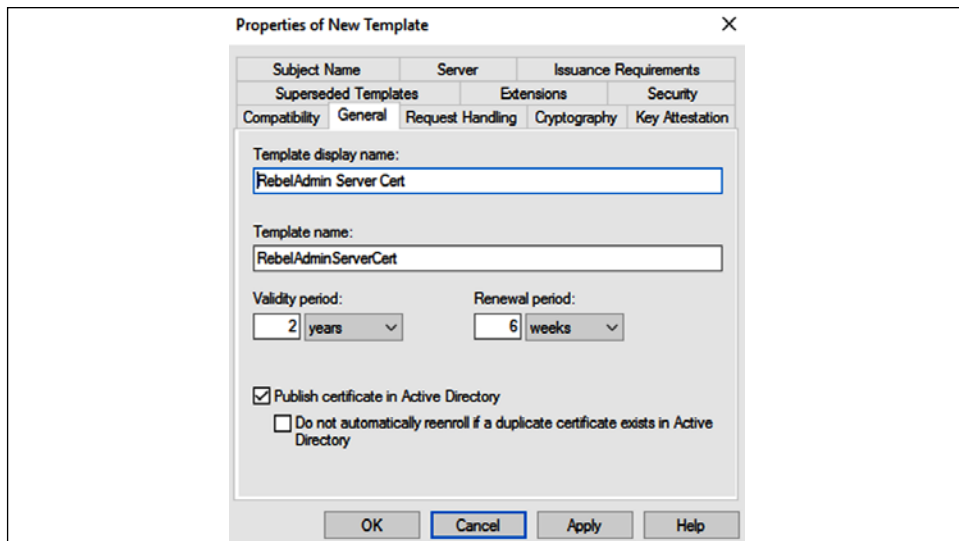 Properties of New Template
Subject Name Server Issuance Requirements
Superseded Templates Extensions Security
Compatibility General Request Handling Cryptography Key Attestation
Template display name:
RebelAdmin Server Cert
Template name:
RebelAdminServerCert
Validity period: Renewal period:
2 years 6 weeks
Publish certificate in Active Directory
Do not automatically reenroll if a duplicate certificate exists in Active
Directory
OK Cancel Apply Help